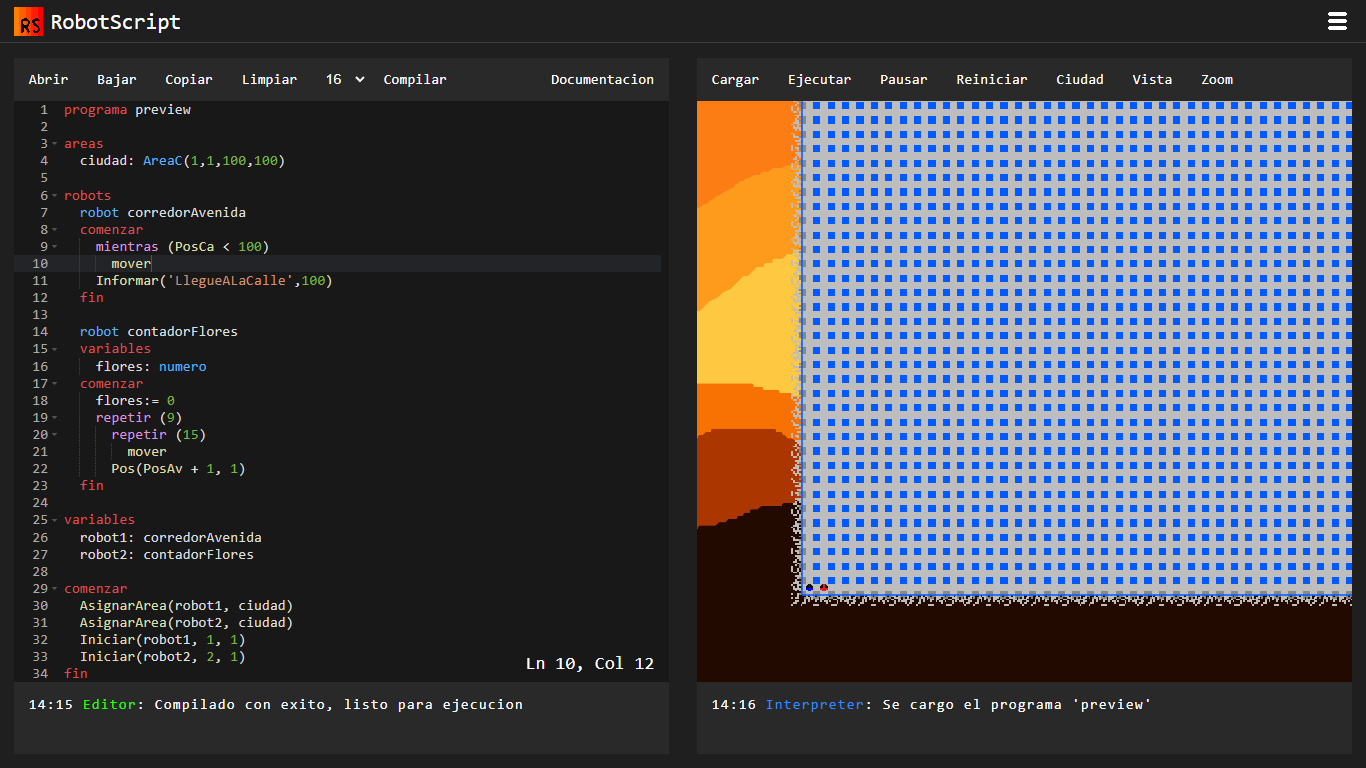 RS RobotScript
Abrir Bajar Copiar Limpiar 16 Compilar Documentacion
1 programa preview
2
3 areas
4 ciudad: AreaC(1,1,100,100)
5
6 robots
7 robot corredorAvenida
8 comenzar
9 mientras (PosCa < 100)
10 mover
11 Informar('LlegueALaCalle',100)
12 fin
13
14 robot contadorFlores
15 variables
16 flores: numero
17 comenzar
18 flores:= 0
19 repetir (9)
20 repetir (15)
21 mover
22 Pos(PosAv + 1, 1)
23 fin
24
25 variables
26 robot1: corredorAvenida
27 robot2: contadorFlores
28
29 comenzar
30 AsignarArea(robot1, ciudad)
31 AsignarArea(robot2, ciudad)
32 Iniciar(robot1, 1, 1)
33 Iniciar(robot2, 2, 1)
34 fin
Ln 10, Col 12
14:15 Editor: Compilado con exito, listo para ejecucion
Cargar Ejecutar Pausar Reiniciar Ciudad Vista Zoom
14:16 Interpreter: Se cargo el programa 'preview'